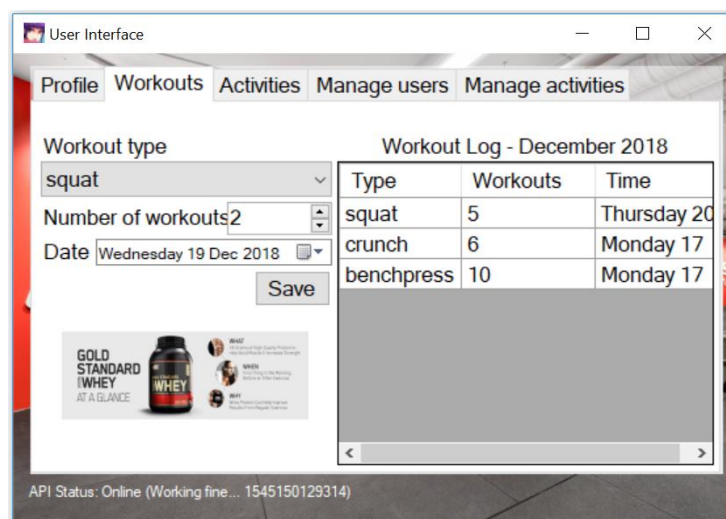 User Interface
Profile Workouts Activities Manage users Manage activities
Workout type
squat
Number of workouts 2
Date Wednesday 19 Dec 2018
Save
Workout Log - December 2018
Type Workouts Time
squat 5 Thursday 20
crunch 6 Monday 17
benchpress 10 Monday 17
GOLD
STANDARD
WHEY
AT A GLANCE
WHEY
WHAT
WHEN
WHY
API Status: Online (Working fine... 1545150129314)